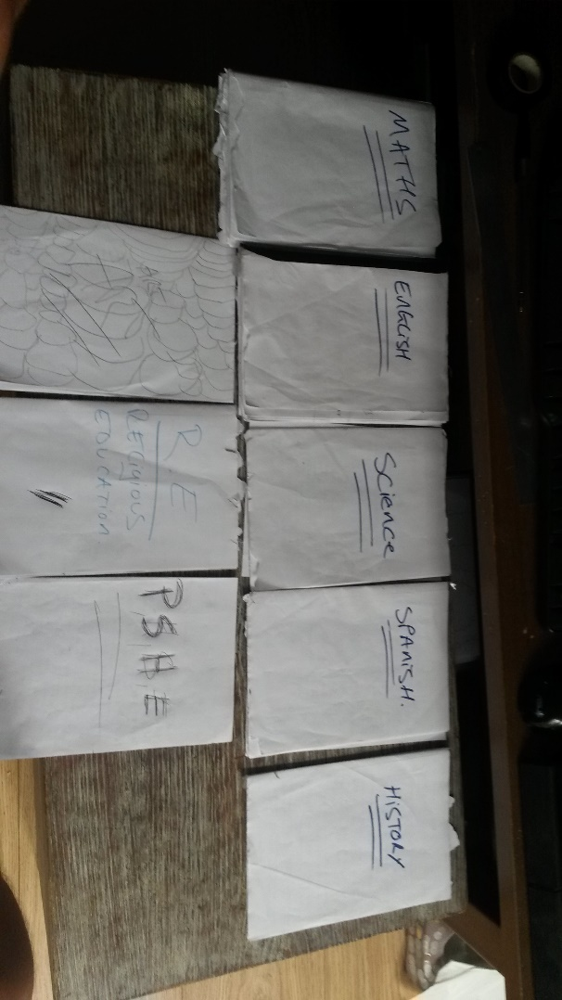 MATHS
ENGLISH
Science
SPANISH.
HISTORY
Art
R.E
RELIGIOUS
EDUCATION
PSHE